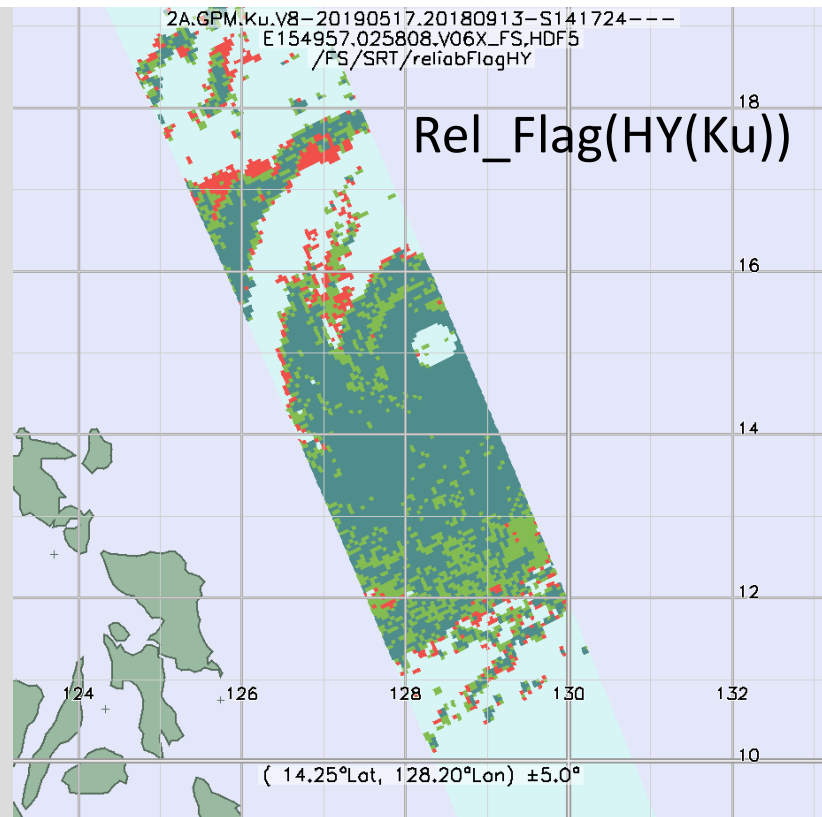 2A.GPM.Ku.V8-20190517.20180913-S141724---
E154957.025808.V06X_FS.HDF5
/FS/SRT/reliabFlagHY
18
Rel_Flag(HY(Ku))
16
14
12
124 126 128 130 132
10
( 14.25°Lat, 128.20°Lon) ±5.0°